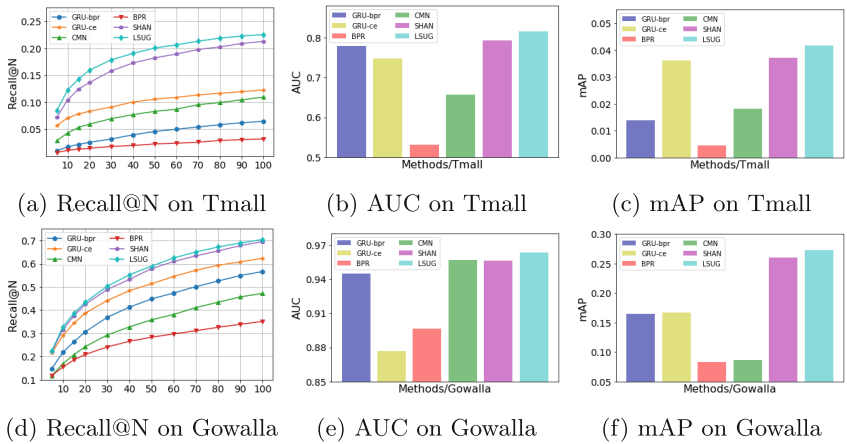 GRU-bpr BPR
GRU-ce SHAN
CMN LSUG
Recall@N
0.25
0.20
0.15
0.10
0.05
10 20 30 40 50 60 70 80 90 100
(a) Recall@N on Tmall
GRU-bpr CMN
GRU-ce SHAN
BPR LSUG
AUC
0.8
0.7
0.6
0.5
Methods/Tmall
(b) AUC on Tmall
GRU-bpr CMN
GRU-ce SHAN
BPR LSUG
mAP
0.05
0.04
0.03
0.02
0.01
0.00
Methods/Tmall
(c) mAP on Tmall
GRU-bpr BPR
GRU-ce SHAN
CMN LSUG
Recall@N
0.7
0.6
0.5
0.4
0.3
0.2
0.1
10 20 30 40 50 60 70 80 90 100
(d) Recall@N on Gowalla
GRU-bpr CMN
GRU-ce SHAN
BPR LSUG
AUC
0.97
0.94
0.91
0.88
0.85
Methods/Gowalla
(e) AUC on Gowalla
GRU-bpr CMN
GRU-ce SHAN
BPR LSUG
mAP
0.30
0.25
0.20
0.15
0.10
0.05
Methods/Gowalla
(f) mAP on Gowalla